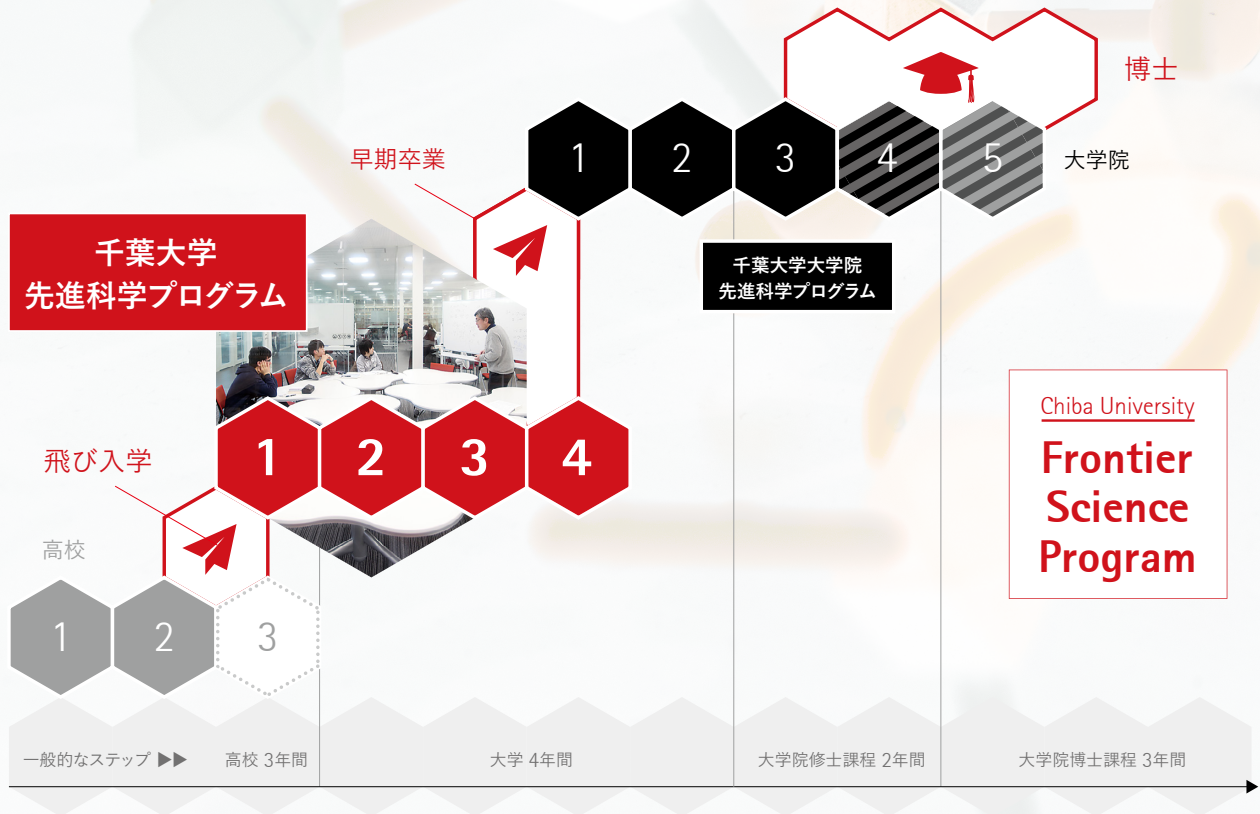 博士
1
2
3
4
5
大学院
早期卒業
千葉大学
先進科学プログラム
千葉大学大学院
先進科学プログラム
Chiba University
Frontier
Science
Program
1
2
3
4
飛び入学
高校
1
2
3
一般的なステップ ▶▶
高校 3年間
大学 4年間
大学院修士課程 2年間
大学院博士課程 3年間